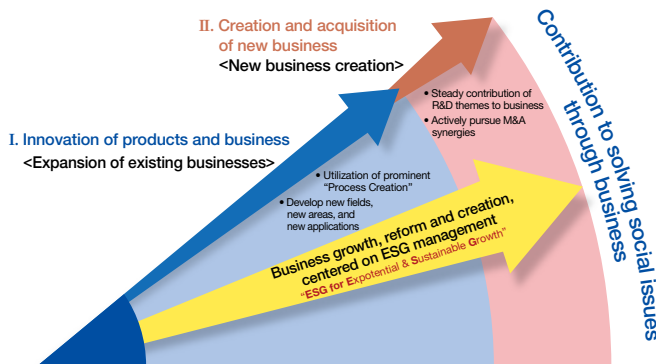 II. Creation and acquisition
of new business
<New business creation>
• Steady contribution of
R&D themes to business
• Actively pursue M&A
synergies
I. Innovation of products and business
<Expansion of existing businesses>
• Utilization of prominent
“Process Creation”
• Develop new fields,
new areas, and
new applications
Business growth, reform and creation,
centered on ESG management
“ESG for Expotential & Sustainable Growth”
Contribution to solving social issues
through business